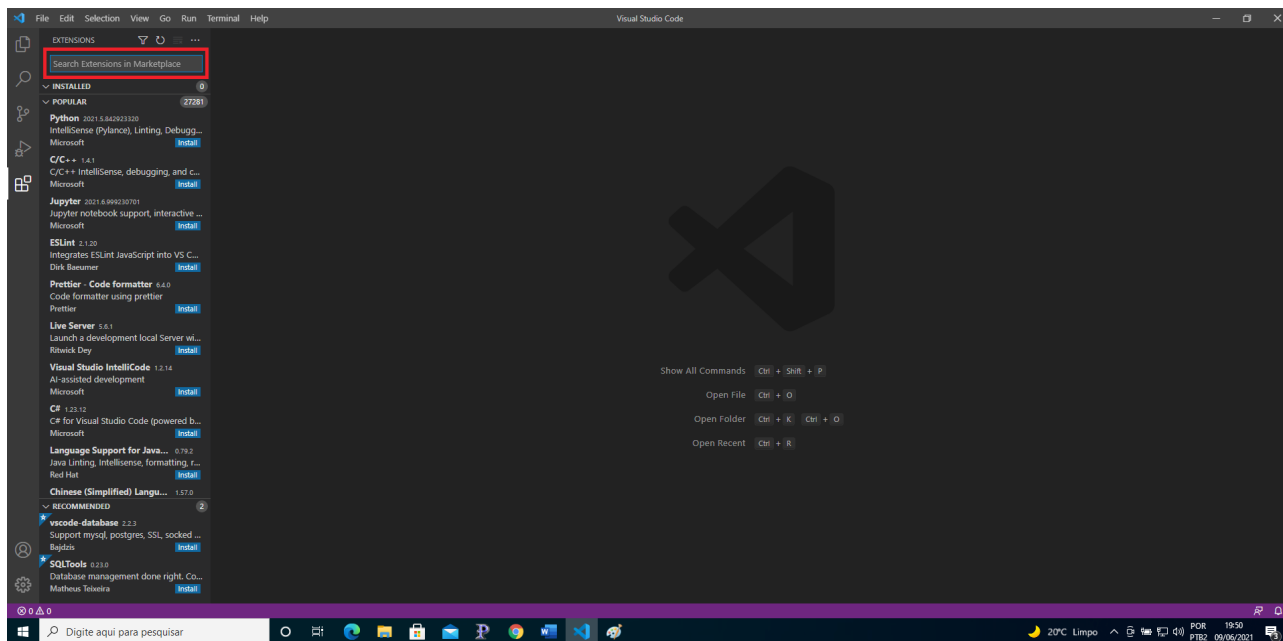 File Edit Selection View Go Run Terminal Help
Visual Studio Code
EXTENSIONS
Search Extensions in Marketplace
INSTALLED 0
POPULAR 27281
Python 2021.5.842923320
IntelliSense (Pylance), Linting, Debugg...
Microsoft Install
C/C++ 1.4.1
C/C++ IntelliSense, debugging, and c...
Microsoft Install
Jupyter 2021.6.999230701
Jupyter notebook support, interactive ...
Microsoft Install
ESLint 2.1.20
Integrates ESLint JavaScript into VS C...
Dirk Baeumer Install
Prettier - Code formatter 6.4.0
Code formatter using prettier
Prettier Install
Live Server 5.6.1
Launch a development local Server wi...
Ritwick Dey Install
Visual Studio IntelliCode 1.2.14
AI-assisted development
Microsoft Install
C# 1.23.12
C# for Visual Studio Code (powered b...
Microsoft Install
Language Support for Java... 0.79.2
Java Linting, Intellisense, formatting, r...
Red Hat Install
Chinese (Simplified) Langu... 1.57.0
RECOMMENDED 2
vscode-database 2.2.3
Support mysql, postgres, SSL, socked ...
Bajdzis Install
SQLTools 0.23.0
Database management done right. Co...
Matheus Teixeira Install
Show All Commands Ctrl + Shift + P
Open File Ctrl + O
Open Folder Ctrl + K Ctrl + O
Open Recent Ctrl + R
0 0
Digite aqui para pesquisar
20°C Limpo
POR 19:50
PTB2 09/06/2021